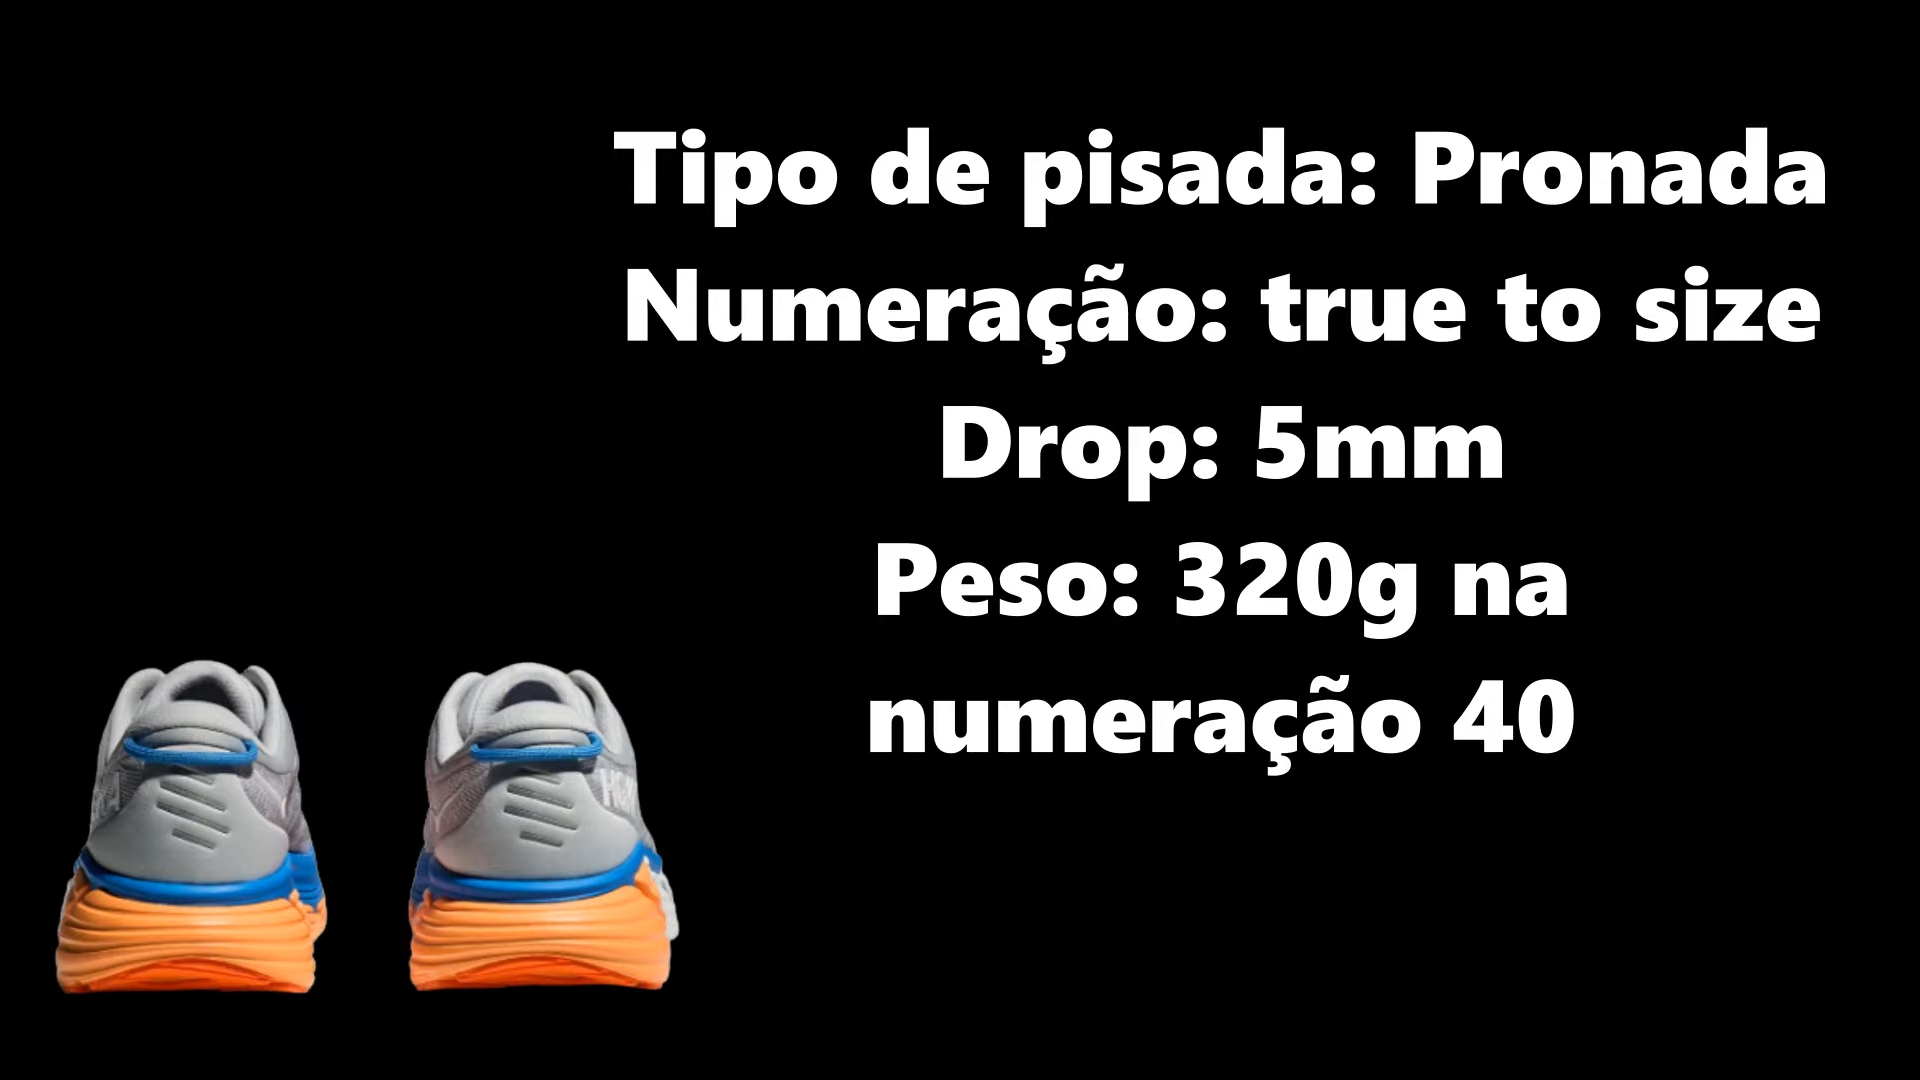 Tipo de pisada: Pronada
Numeração: true to size
Drop: 5mm
Peso: 320g na
numeração 40